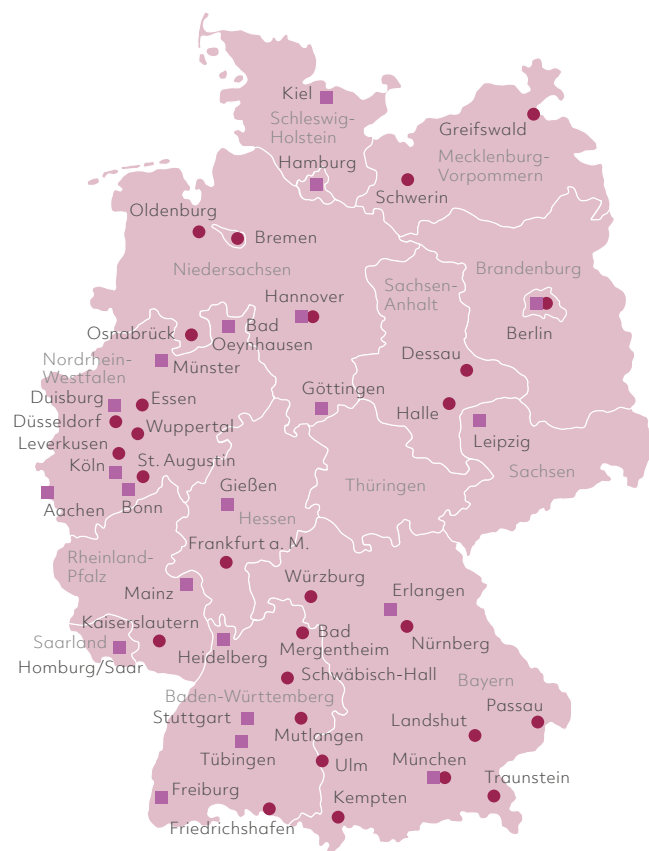 Kiel
Schleswig-
Holstein
Greifswald
Mecklenburg-
Vorpommern
Hamburg
Schwerin
Oldenburg
Bremen
Niedersachsen
Brandenburg
Sachsen-
Anhalt
Hannover
Berlin
Osnabrück
Bad
Oeynhausen
Nordrhein-
Westfalen
Münster
Dessau
Göttingen
Duisburg
Essen
Halle
Düsseldorf
Wuppertal
Leipzig
Leverkusen
Köln
St. Augustin
Sachsen
Thüringen
Gießen
Aachen
Bonn
Hessen
Frankfurt a. M.
Rheinland-
Pfalz
Würzburg
Mainz
Erlangen
Kaiserslautern
Bad
Mergentheim
Nürnberg
Saarland
Heidelberg
Homburg/Saar
Schwäbisch-Hall
Bayern
Baden-Württemberg
Passau
Stuttgart
Landshut
Mutlangen
Tübingen
Ulm
München
Traunstein
Freiburg
Kempten
Friedrichshafen